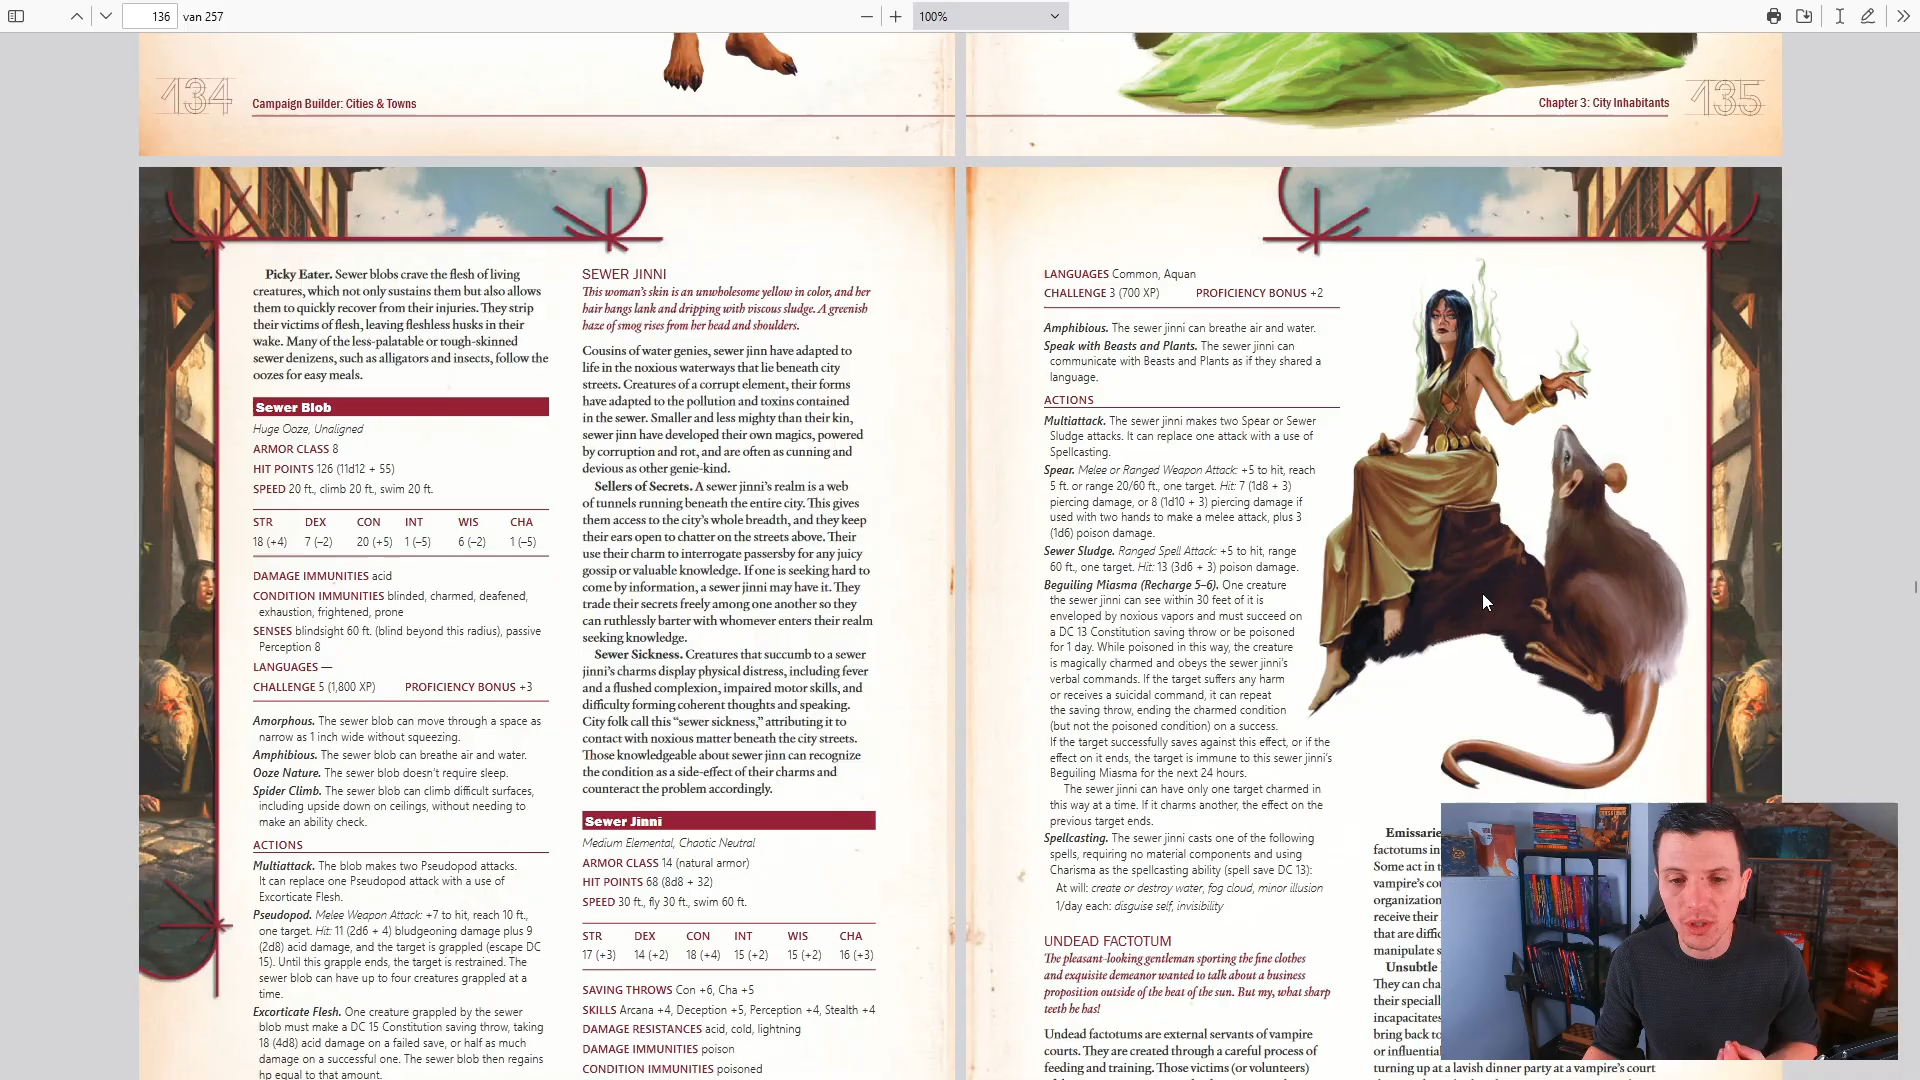 136 van 257
100%
134
Campaign Builder: Cities & Towns
Chapter 3: City Inhabitants
135
Picky Eater. Sewer blobs crave the flesh of living
creatures, which not only sustains them but also allows
them to quickly recover from their injuries. They strip
their victims of flesh, leaving fleshless husks in their
wake. Many of the less-palatable or tough-skinned
sewer denizens, such as alligators and insects, follow the
oozes for easy meals.
Sewer Blob
Huge Ooze, Unaligned
ARMOR CLASS 8
HIT POINTS 126 (11d12 + 55)
SPEED 20 ft., climb 20 ft., swim 20 ft.
STR DEX CON INT WIS CHA
18 (+4) 7 (–2) 20 (+5) 1 (–5) 6 (–2) 1 (–5)
DAMAGE IMMUNITIES acid
CONDITION IMMUNITIES blinded, charmed, deafened,
exhaustion, frightened, prone
SENSES blindsight 60 ft. (blind beyond this radius), passive
Perception 8
LANGUAGES —
CHALLENGE 5 (1,800 XP) PROFICIENCY BONUS +3
Amorphous. The sewer blob can move through a space as
narrow as 1 inch wide without squeezing.
Amphibious. The sewer blob can breathe air and water.
Ooze Nature. The sewer blob doesn't require sleep.
Spider Climb. The sewer blob can climb difficult surfaces,
including upside down on ceilings, without needing to
make an ability check.
ACTIONS
Multiattack. The blob makes two Pseudopod attacks.
It can replace one Pseudopod attack with a use of
Excorticate Flesh.
Pseudopod. Melee Weapon Attack: +7 to hit, reach 10 ft.,
one target. Hit: 11 (2d6 + 4) bludgeoning damage plus 9
(2d8) acid damage, and the target is grappled (escape DC
15). Until this grapple ends, the target is restrained. The
sewer blob can have up to four creatures grappled at a
time.
Excorticate Flesh. One creature grappled by the sewer
blob must make a DC 15 Constitution saving throw, taking
18 (4d8) acid damage on a failed save, or half as much
damage on a successful one. The sewer blob then regains
hp equal to that amount.
SEWER JINNI
This woman's skin is an unwholesome yellow in color, and her
hair hangs lank and dripping with viscous sludge. A greenish
haze of smog rises from her head and shoulders.
Cousins of water genies, sewer jinn have adapted to
life in the noxious waterways that lie beneath city
streets. Creatures of a corrupt element, their forms
have adapted to the pollution and toxins contained
in the sewer. Smaller and less mighty than their kin,
sewer jinn have developed their own magics, powered
by corruption and rot, and are often as cunning and
devious as other genie-kind.
Sellers of Secrets. A sewer jinni's realm is a web
of tunnels running beneath the entire city. This gives
them access to the city's whole breadth, and they keep
their ears open to chatter on the streets above. Their
use their charm to interrogate passersby for any juicy
gossip or valuable knowledge. If one is seeking hard to
come by information, a sewer jinni may have it. They
trade their secrets freely among one another so they
can ruthlessly barter with whomever enters their realm
seeking knowledge.
Sewer Sickness. Creatures that succumb to a sewer
jinni's charms display physical distress, including fever
and a flushed complexion, impaired motor skills, and
difficulty forming coherent thoughts and speaking.
City folk call this "sewer sickness," attributing it to
contact with noxious matter beneath the city streets.
Those knowledgeable about sewer jinn can recognize
the condition as a side-effect of their charms and
counteract the problem accordingly.
Sewer Jinni
Medium Elemental, Chaotic Neutral
ARMOR CLASS 14 (natural armor)
HIT POINTS 68 (8d8 + 32)
SPEED 30 ft., fly 30 ft., swim 60 ft.
STR DEX CON INT WIS CHA
17 (+3) 14 (+2) 18 (+4) 15 (+2) 15 (+2) 16 (+3)
SAVING THROWS Con +6, Cha +5
SKILLS Arcana +4, Deception +5, Perception +4, Stealth +4
DAMAGE RESISTANCES acid, cold, lightning
DAMAGE IMMUNITIES poison
CONDITION IMMUNITIES poisoned
LANGUAGES Common, Aquan
CHALLENGE 3 (700 XP) PROFICIENCY BONUS +2
Amphibious. The sewer jinni can breathe air and water.
Speak with Beasts and Plants. The sewer jinni can
communicate with Beasts and Plants as if they shared a
language.
ACTIONS
Multiattack. The sewer jinni makes two Spear or Sewer
Sludge attacks. It can replace one attack with a use of
Spellcasting.
Spear. Melee or Ranged Weapon Attack: +5 to hit, reach
5 ft. or range 20/60 ft., one target. Hit: 7 (1d8 + 3)
piercing damage, or 8 (1d10 + 3) piercing damage if
used with two hands to make a melee attack, plus 3
(1d6) poison damage.
Sewer Sludge. Ranged Spell Attack: +5 to hit, range
60 ft., one target. Hit: 13 (3d6 + 3) poison damage.
Beguiling Miasma (Recharge 5–6). One creature
the sewer jinni can see within 30 feet of it is
enveloped by noxious vapors and must succeed on
a DC 13 Constitution saving throw or be poisoned
for 1 day. While poisoned in this way, the creature
is magically charmed and obeys the sewer jinni's
verbal commands. If the target suffers any harm
or receives a suicidal command, it can repeat
the saving throw, ending the charmed condition
(but not the poisoned condition) on a success.
If the target successfully saves against this effect, or if the
effect on it ends, the target is immune to this sewer jinni's
Beguiling Miasma for the next 24 hours.
The sewer jinni can have only one target charmed in
this way at a time. If it charms another, the effect on the
previous target ends.
Spellcasting. The sewer jinni casts one of the following
spells, requiring no material components and using
Charisma as the spellcasting ability (spell save DC 13):
At will: create or destroy water, fog cloud, minor illusion
1/day each: disguise self, invisibility
UNDEAD FACTOTUM
The pleasant-looking gentleman sporting the fine clothes
and exquisite demeanor wanted to talk about a business
proposition outside of the heat of the sun. But my, what sharp
teeth he has!
Undead factotums are external servants of vampire
courts. They are created through a careful process of
feeding and training. Those victims (or volunteers)
Emissarie
factotums in
Some act in t
vampire's cou
organization
receive their
that are diffic
manipulate s
Unsubtle
They can cha
their speciali
incapacitates
bring back to
or influential
turning up at a lavish dinner party at a vampire's court